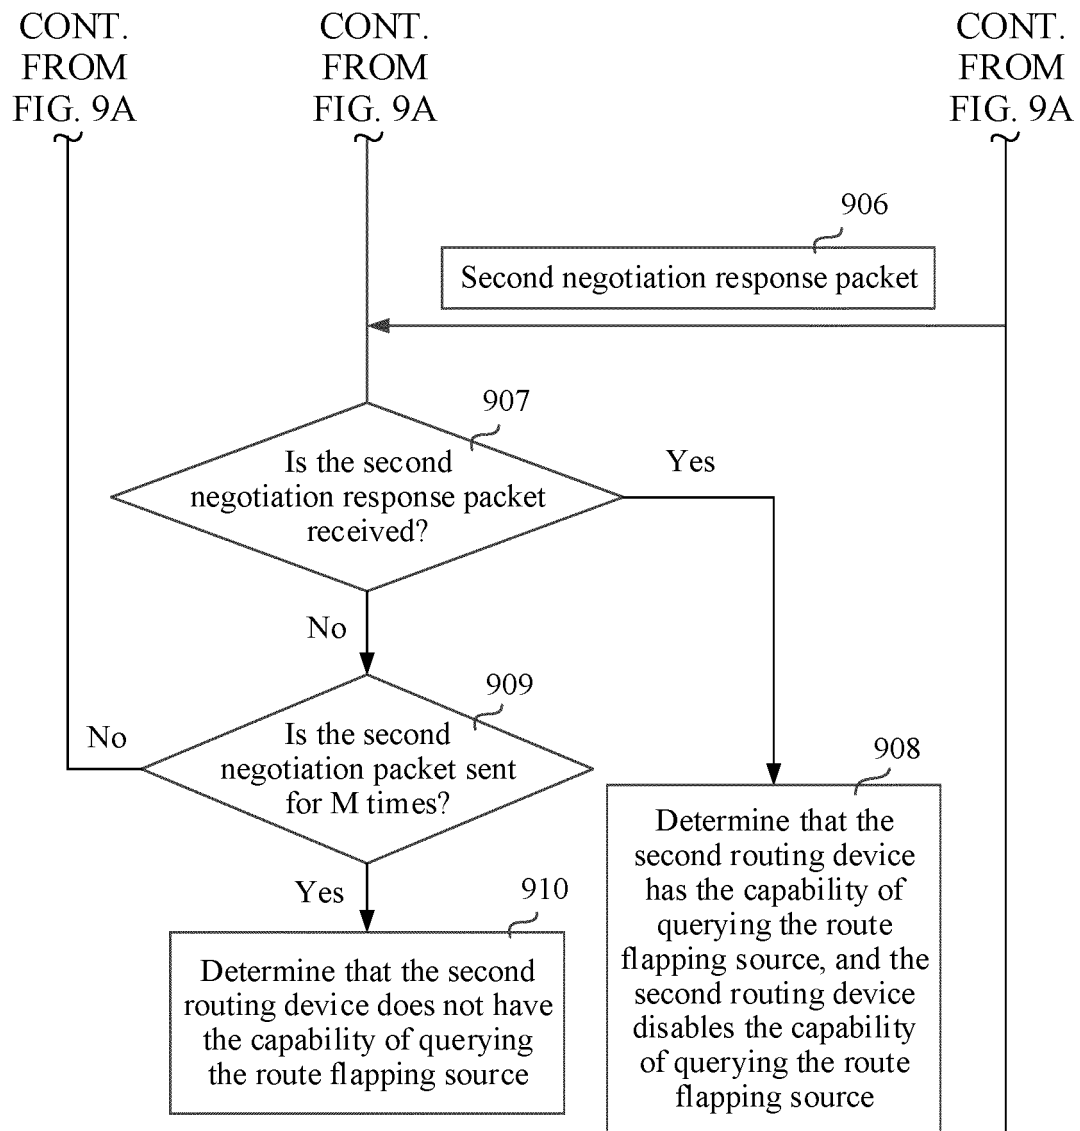 CONT.
FROM
FIG. 9A
CONT.
FROM
FIG. 9A
CONT.
FROM
FIG. 9A
906
Second negotiation response packet
907
Is the second
negotiation response packet
received?
Yes
No
909
Is the second
negotiation packet sent
for M times?
No
Yes
908
Determine that the
second routing device
has the capability of
querying the route
flapping source, and the
second routing device
disables the capability
of querying the route
flapping source
910
Determine that the second
routing device does not have
the capability of querying
the route flapping source